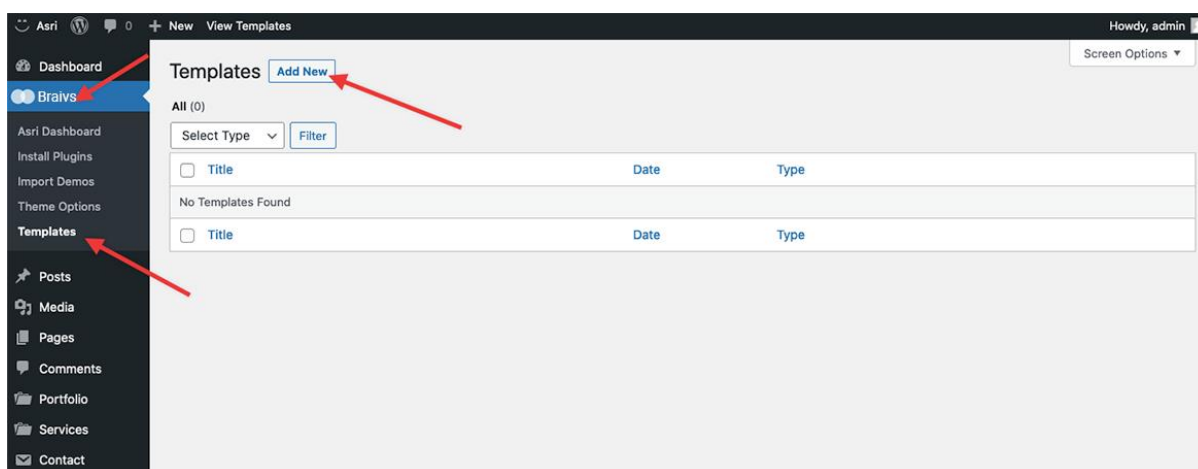 Asri 0 New View Templates Howdy, admin
Screen Options ▼
Dashboard
Braivs
Asri Dashboard
Install Plugins
Import Demos
Theme Options
Templates
Posts
Media
Pages
Comments
Portfolio
Services
Contact
Templates Add New
All (0)
Select Type Filter
Title Date Type
No Templates Found
Title Date Type